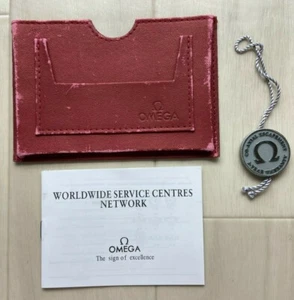 Ω
OMEGA
WORLDWIDE SERVICE CENTRES
NETWORK
Ω
OMEGA
The sign of excellence
Ω